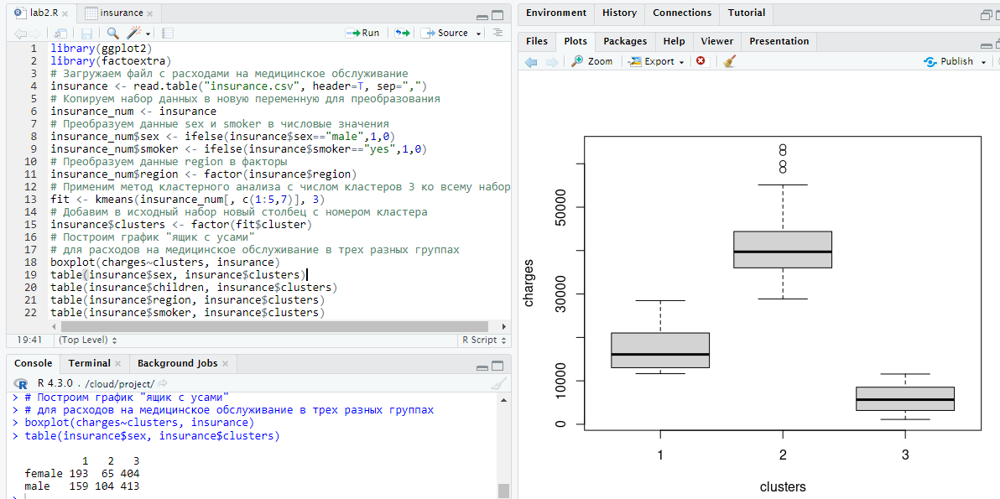 lab2.R × insurance ×
Run Source
1 library(ggplot2)
2 library(factoextra)
3 # Загружаем файл с расходами на медицинское обслуживание
4 insurance <- read.table("insurance.csv", header=T, sep=",")
5 # Копируем набор данных в новую переменную для преобразования
6 insurance_num <- insurance
7 # Преобразуем данные sex и smoker в числовые значения
8 insurance_num$sex <- ifelse(insurance$sex=="male",1,0)
9 insurance_num$smoker <- ifelse(insurance$smoker=="yes",1,0)
10 # Преобразуем данные region в факторы
11 insurance_num$region <- factor(insurance$region)
12 # Применим метод кластерного анализа с числом кластеров 3 ко всему набор
13 fit <- kmeans(insurance_num[, c(1:5,7)], 3)
14 # Добавим в исходный набор новый столбец с номером кластера
15 insurance$clusters <- factor(fit$cluster)
16 # Построим график "ящик с усами"
17 # для расходов на медицинское обслуживание в трех разных группах
18 boxplot(charges~clusters, insurance)
19 table(insurance$sex, insurance$clusters)
20 table(insurance$children, insurance$clusters)
21 table(insurance$region, insurance$clusters)
22 table(insurance$smoker, insurance$clusters)
19:41 (Top Level) R Script
Console Terminal × Background Jobs ×
R 4.3.0 . /cloud/project/
> # Построим график "ящик с усами"
> # для расходов на медицинское обслуживание в трех разных группах
> boxplot(charges~clusters, insurance)
> table(insurance$sex, insurance$clusters)
1 2 3
female 193 65 404
male 159 104 413
>
Environment History Connections Tutorial
Files Plots Packages Help Viewer Presentation
Zoom Export Publish
50000
30000
10000
0
charges
1 2 3
clusters